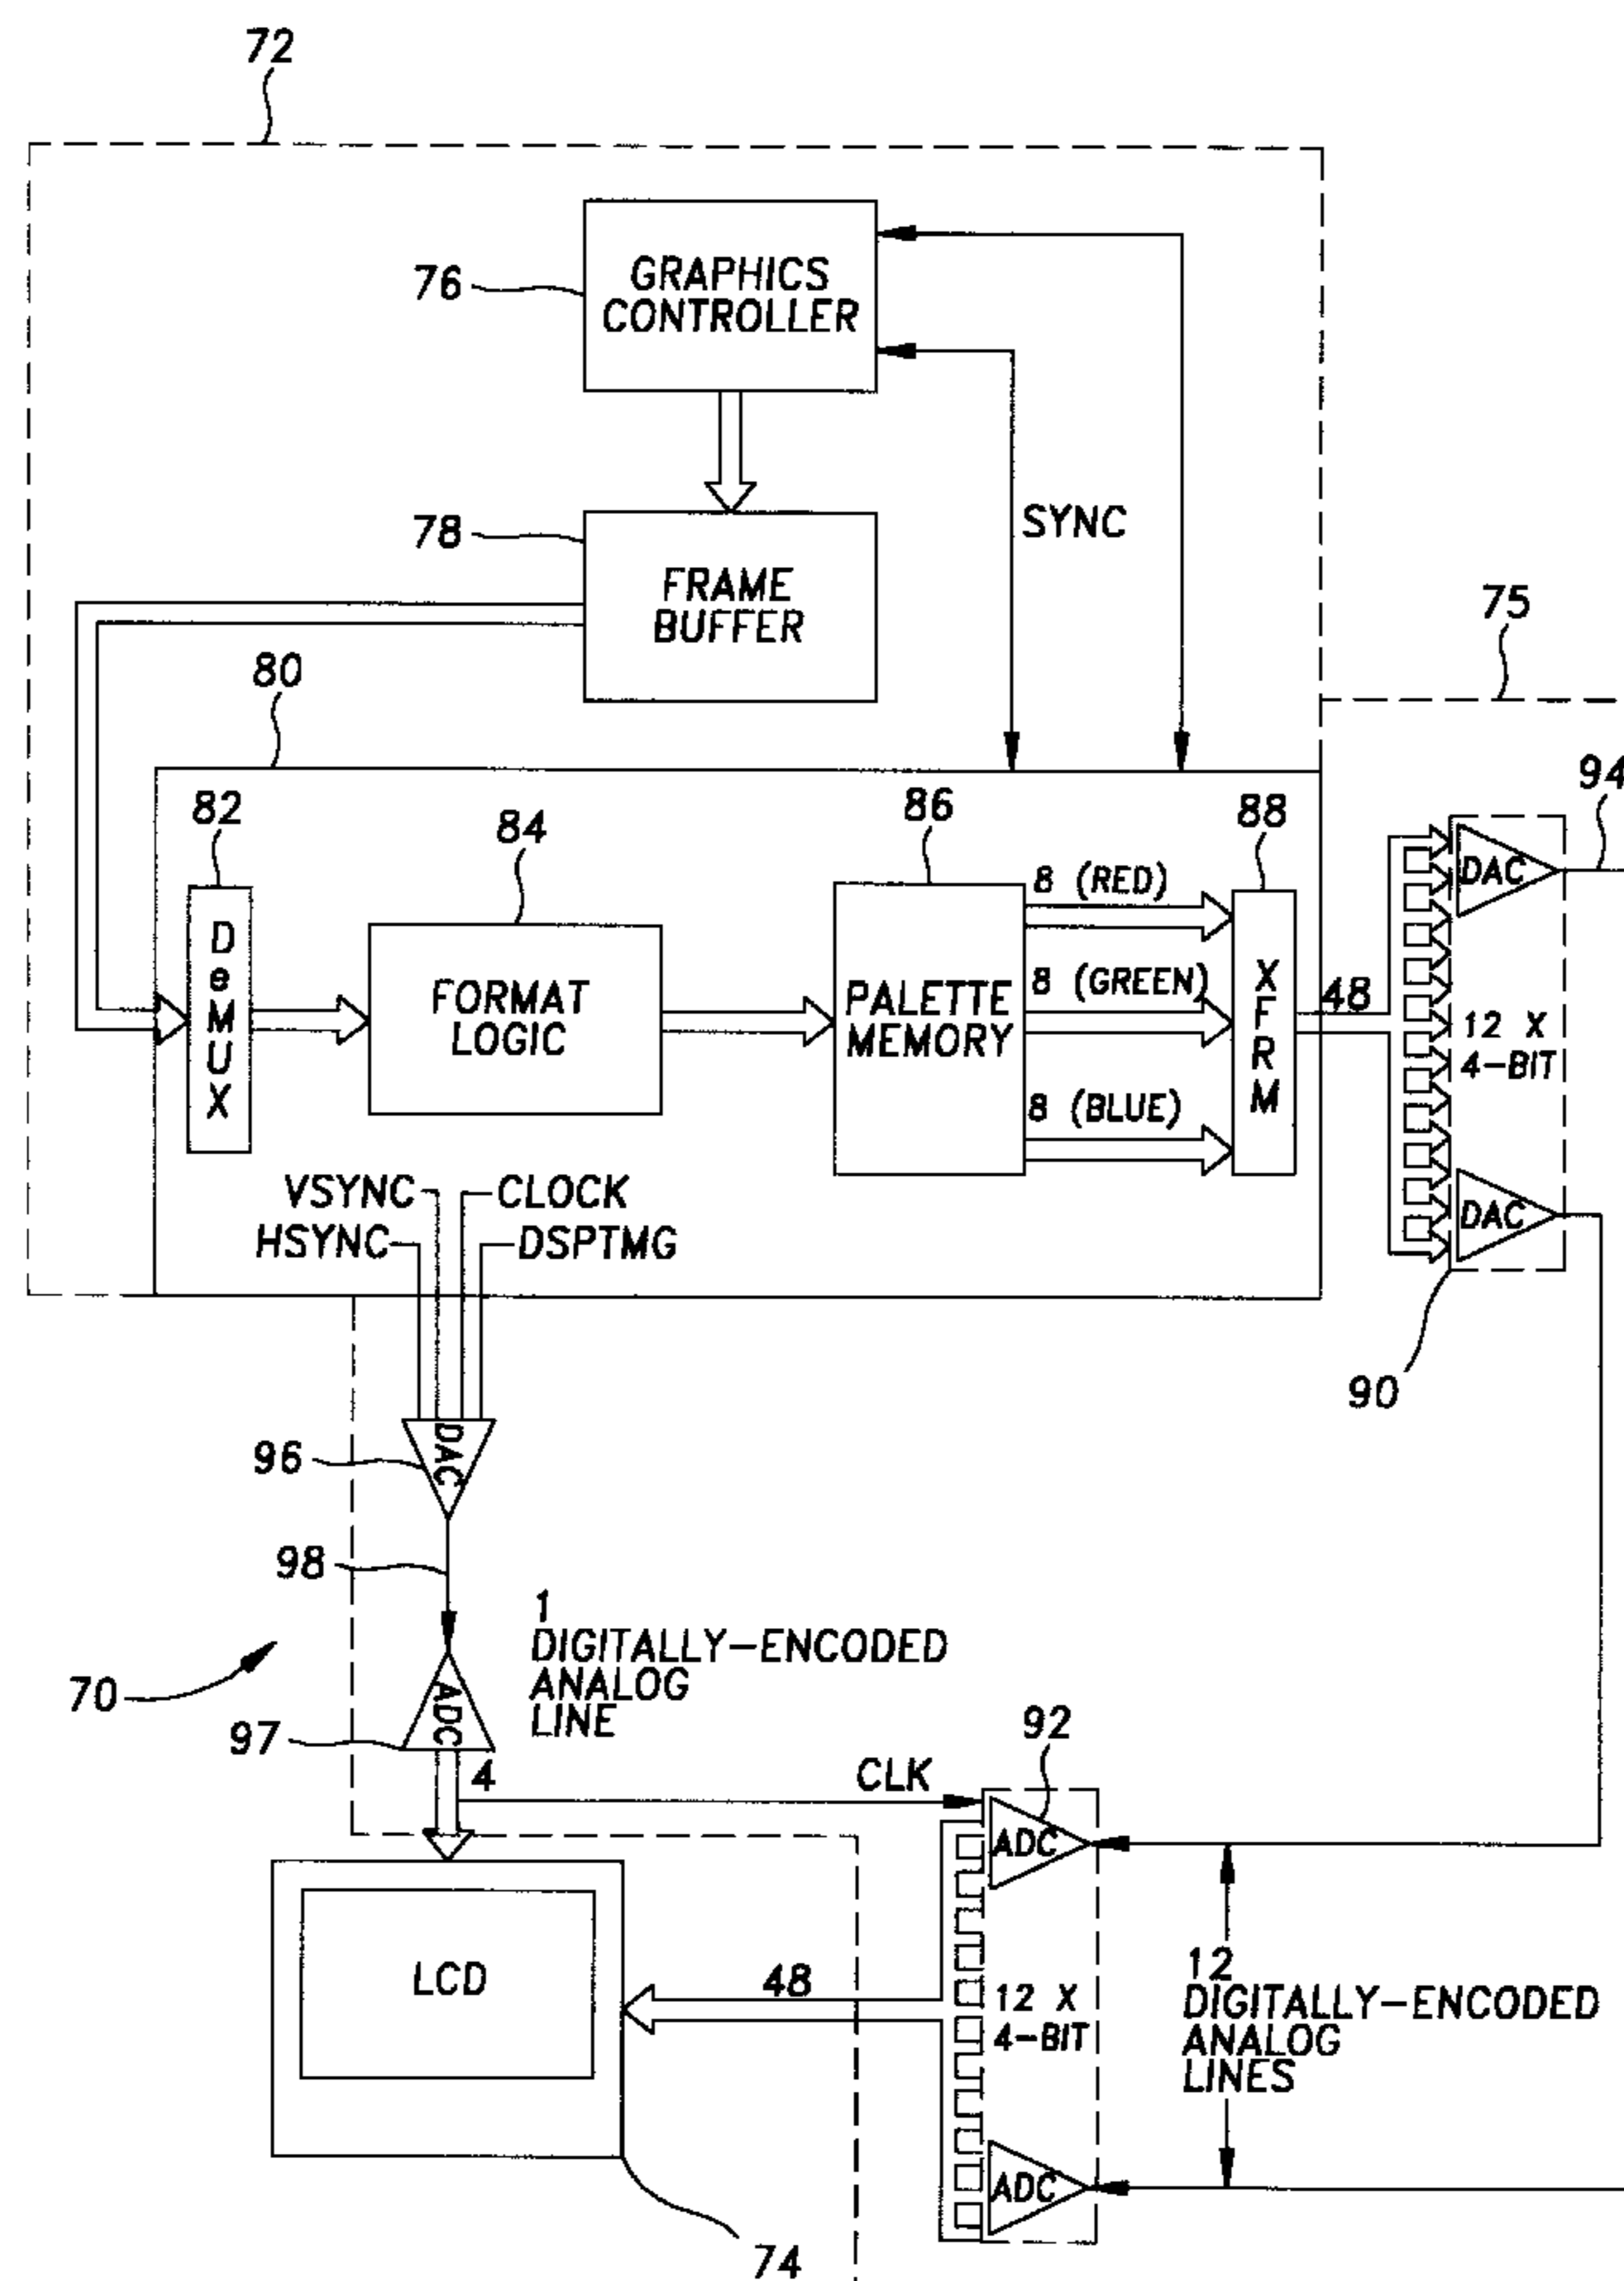 72
76
GRAPHICS
CONTROLLER
SYNC
78
FRAME
BUFFER
75
80
94
82
84
86
88
DeMUX
FORMAT
LOGIC
PALETTE
MEMORY
8 (RED)
8 (GREEN)
8 (BLUE)
XFRM
48
DAC
12 X
4-BIT
DAC
90
VSYNC
CLOCK
HSYNC
DSPTMG
96
DAC
98
1
DIGITALLY-ENCODED
ANALOG
LINE
70
97
ADC
4
CLK
92
ADC
LCD
48
12 X
4-BIT
12
DIGITALLY-ENCODED
ANALOG
LINES
ADC
74